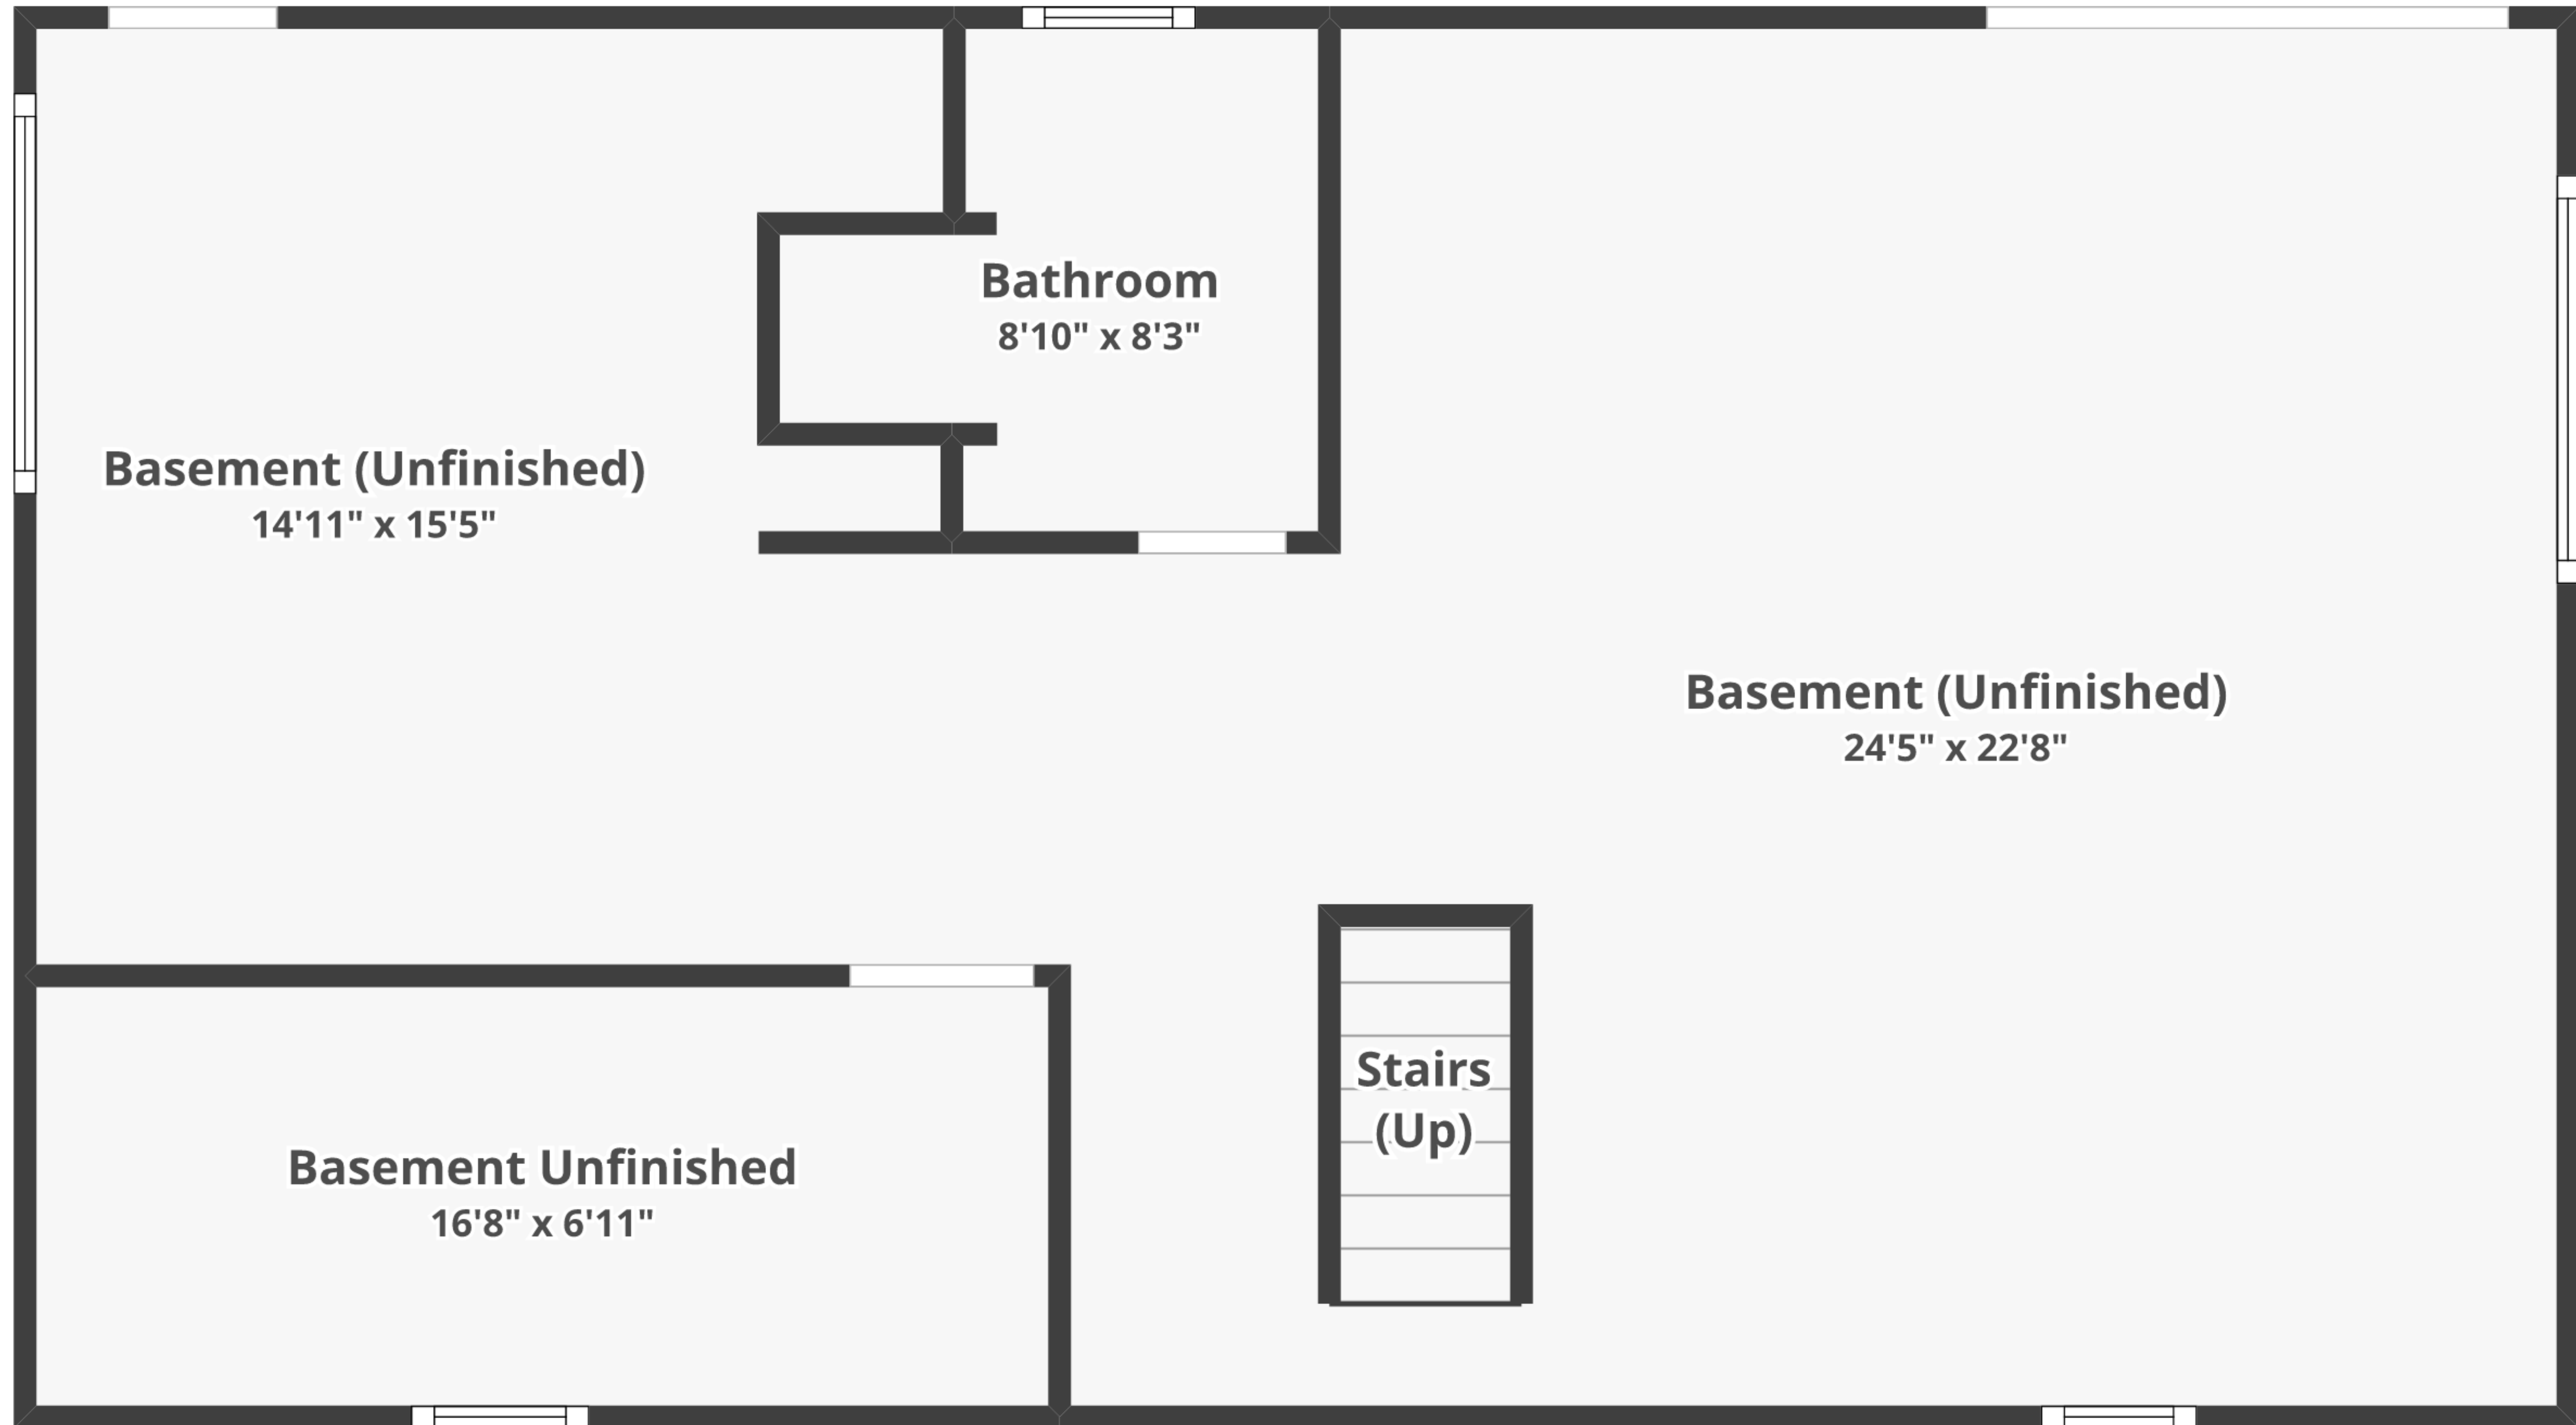 Bathroom
8'10" x 8'3"
Basement (Unfinished)
14'11" x 15'5"
Basement (Unfinished)
24'5" x 22'8"
Stairs
(Up)
Basement Unfinished
16'8" x 6'11"